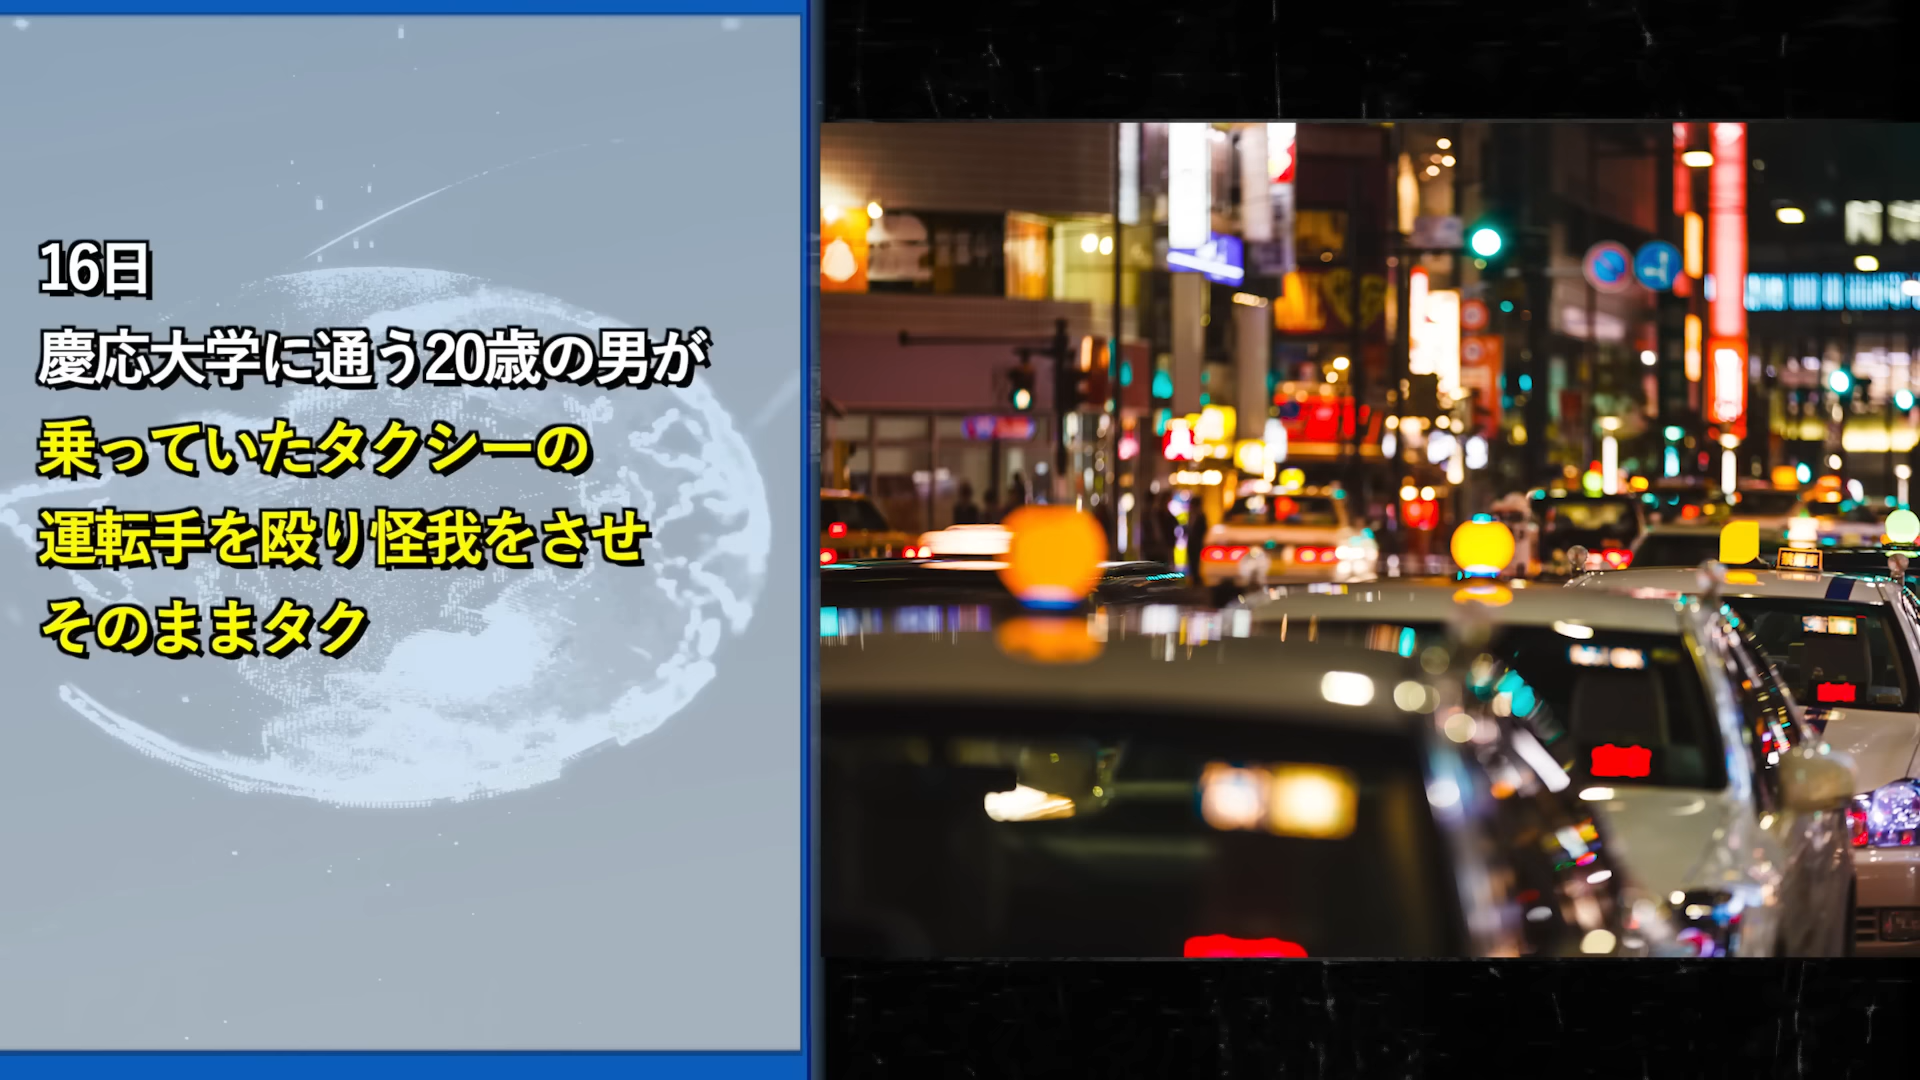 16日
慶応大学に通う20歳の男が
乗っていたタクシーの
運転手を殴り怪我をさせ
そのままタク